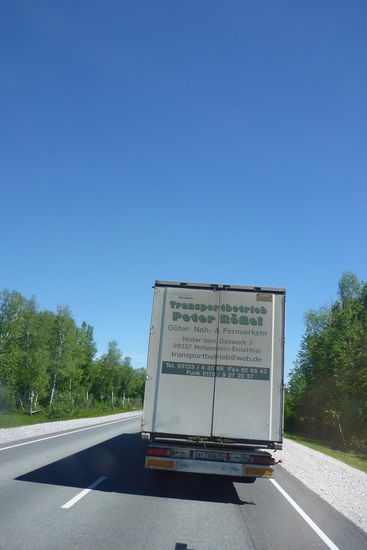 Transportbetrieb
Peter Rößel
Güter- Nah- & Fernverkehr
Hinter dem Gaswerk 1
09337 Hohenstein-Ernstthal
transportbetrieb@web.de